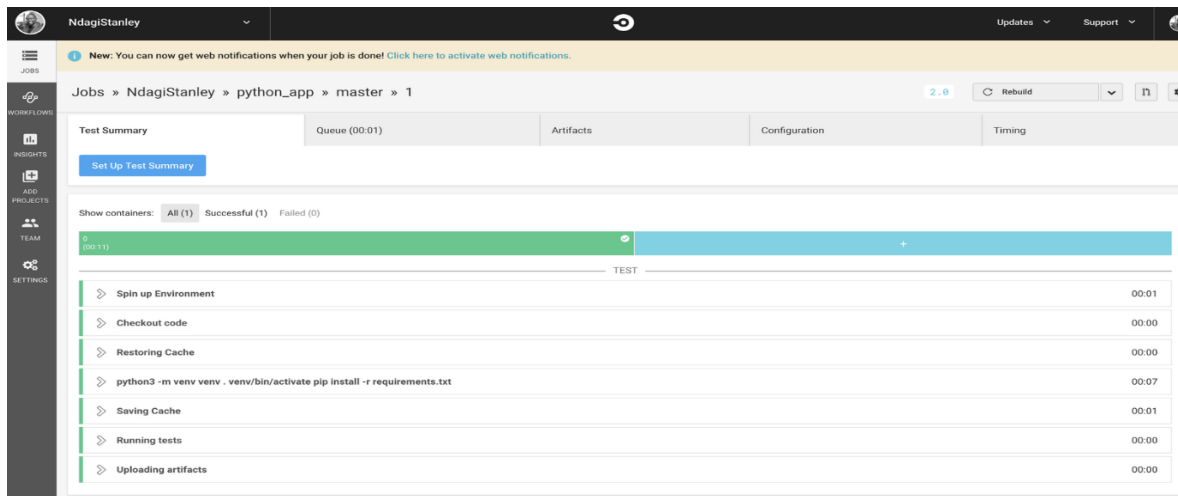 NdagiStanley
Updates
Support
JOBS
WORKFLOWS
INSIGHTS
ADD
PROJECTS
TEAM
SETTINGS
New: You can now get web notifications when your job is done! Click here to activate web notifications.
Jobs » NdagiStanley » python_app » master » 1
2.0
Rebuild
Test Summary
Queue (00:01)
Artifacts
Configuration
Timing
Set Up Test Summary
Show containers: All (1) Successful (1) Failed (0)
0
(00:11)
+
TEST
Spin up Environment 00:01
Checkout code 00:00
Restoring Cache 00:00
python3 -m venv venv . venv/bin/activate pip install -r requirements.txt 00:07
Saving Cache 00:01
Running tests 00:00
Uploading artifacts 00:00